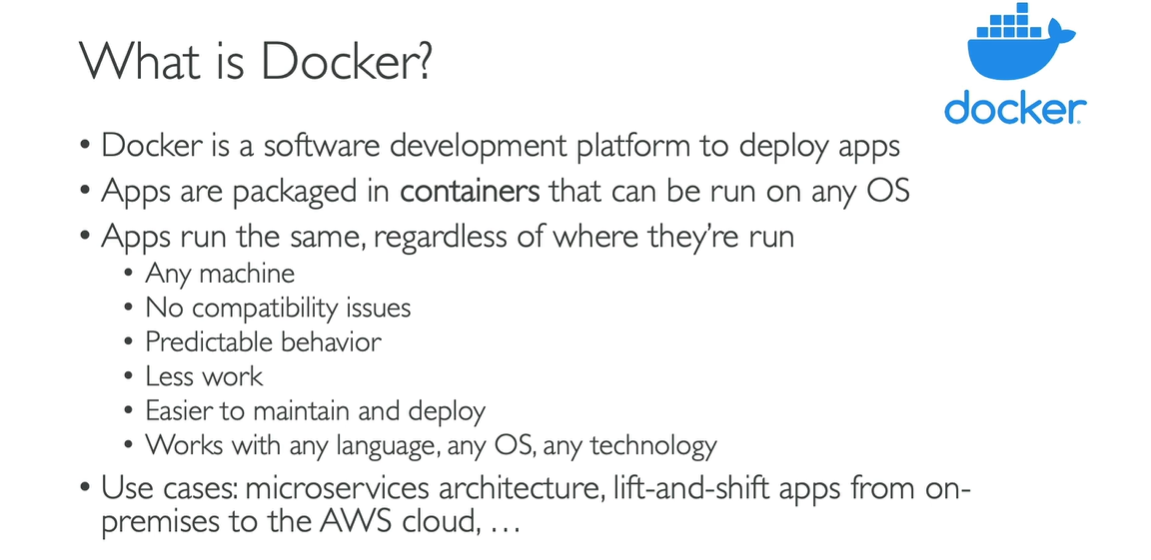 What is Docker?
docker
• Docker is a software development platform to deploy apps
• Apps are packaged in containers that can be run on any OS
• Apps run the same, regardless of where they're run
• Any machine
• No compatibility issues
• Predictable behavior
• Less work
• Easier to maintain and deploy
• Works with any language, any OS, any technology
• Use cases: microservices architecture, lift-and-shift apps from on-
premises to the AWS cloud, …